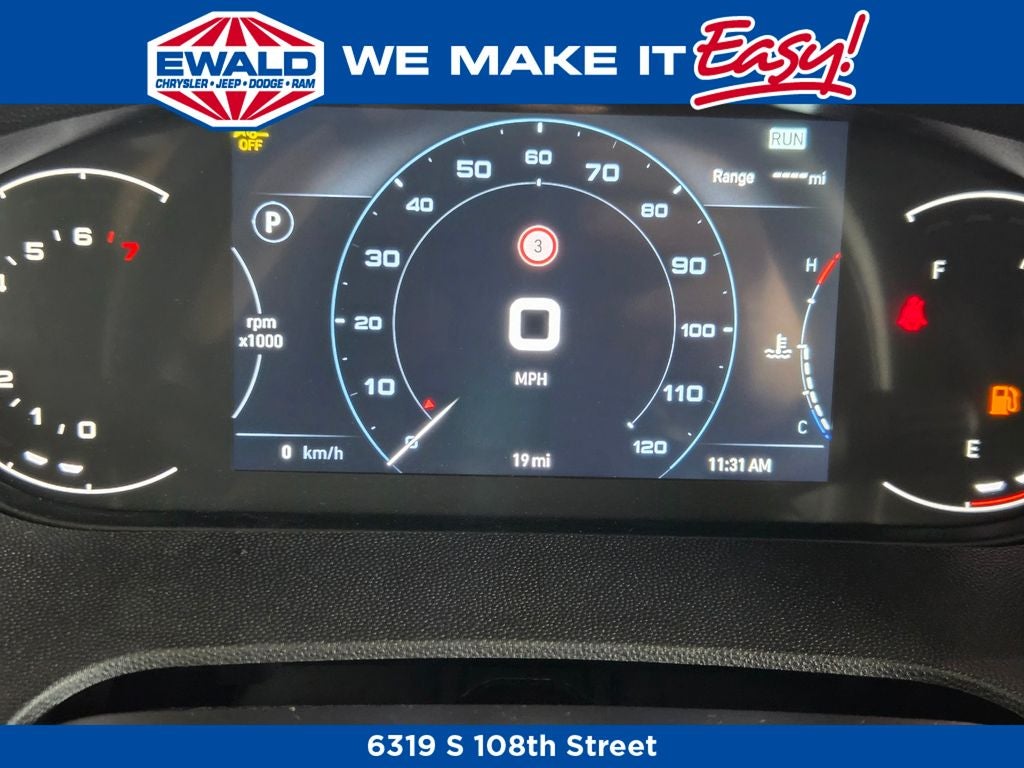 EWALD
CHRYSLER • JEEP • DODGE • RAM
WE MAKE IT Easy!
OFF
RUN
Range ----mi
P
4 5 6 7
rpm
x1000
2 1 0
0 km/h
0 10 20 30 40 50 60 70 80 90 100 110 120
3
0
MPH
19 mi
H
C
11:31 AM
F
E
6319 S 108th Street